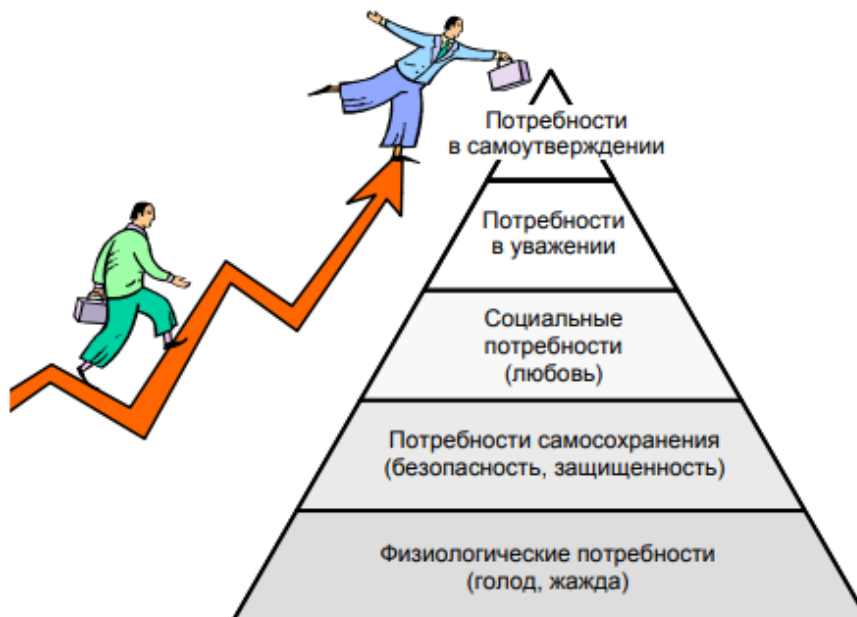 Потребности
в самоутверждении
Потребности
в уважении
Социальные
потребности
(любовь)
Потребности самосохранения
(безопасность, защищенность)
Физиологические потребности
(голод, жажда)